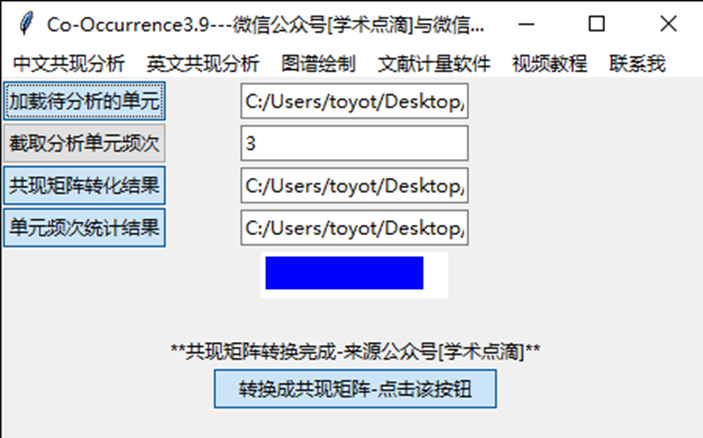 Co-Occurrence3.9---微信公众号[学术点滴]与微信...
中文共现分析 英文共现分析 图谱绘制 文献计量软件 视频教程 联系我
加载待分析的单元 C:/Users/toyot/Desktop/
截取分析单元频次 3
共现矩阵转化结果 C:/Users/toyot/Desktop/
单元频次统计结果 C:/Users/toyot/Desktop/
**共现矩阵转换完成-来源公众号[学术点滴]**
转换成共现矩阵-点击该按钮